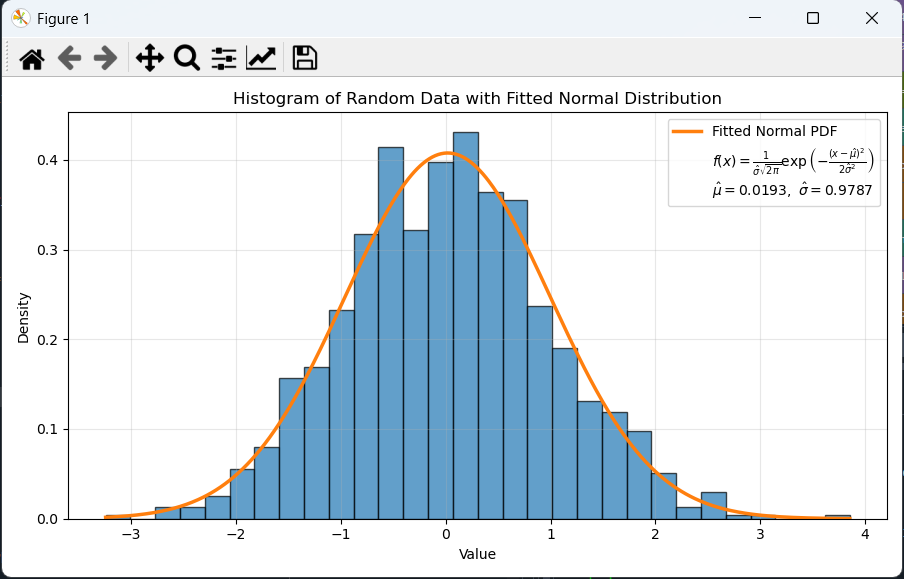 Figure 1
Histogram of Random Data with Fitted Normal Distribution
Fitted Normal PDF
f(x) = 1/(σ̂√2π) exp(−(x−μ̂)²/2σ̂²)
μ̂ = 0.0193, σ̂ = 0.9787
0.4
0.3
0.2
0.1
0.0
Density
−3 −2 −1 0 1 2 3 4
Value